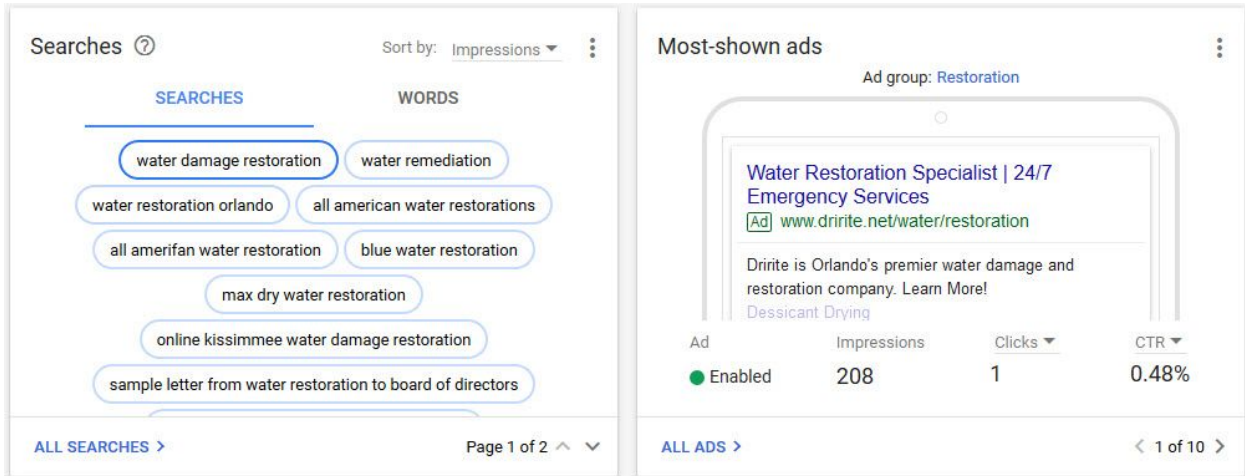 Searches
Sort by: Impressions
SEARCHES WORDS
water damage restoration water remediation
water restoration orlando all american water restorations
all amerifan water restoration blue water restoration
max dry water restoration
online kissimmee water damage restoration
sample letter from water restoration to board of directors
ALL SEARCHES > Page 1 of 2
Most-shown ads
Ad group: Restoration
Water Restoration Specialist | 24/7
Emergency Services
Ad www.dririte.net/water/restoration
Dririte is Orlando's premier water damage and
restoration company. Learn More!
Dessicant Drying
Ad Impressions Clicks CTR
Enabled 208 1 0.48%
ALL ADS > < 1 of 10 >